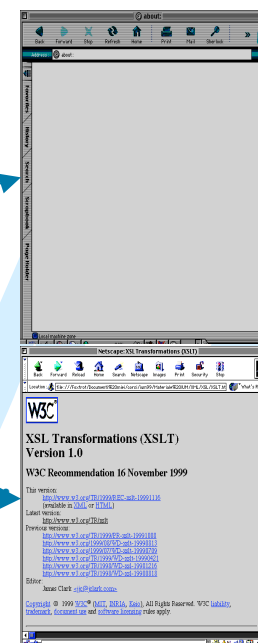 about:
Back Forward Stop Refresh Home Print Mail
Address about:
Favorites
History
Search
Scrapbook
Page Holder
Local machine zone
Netscape: XSL Transformations (XSLT)
Back Forward Reload Home Search Netscape Images Print Security Stop
Location:
W3C
XSL Transformations (XSLT)
Version 1.0
W3C Recommendation 16 November 1999
This version:
http://www.w3.org/TR/1999/REC-xslt-19991116
(available in XML or HTML)
Latest version:
http://www.w3.org/TR/xslt
Previous versions:
http://www.w3.org/TR/1999/PR-xslt-19991008
http://www.w3.org/1999/08/WD-xslt-19990813
http://www.w3.org/1999/07/WD-xslt-19990709
http://www.w3.org/TR/1999/WD-xslt-19990421
http://www.w3.org/TR/1998/WD-xsl-19981216
http://www.w3.org/TR/1998/WD-xsl-19980818
Editor:
James Clark <jjc@jclark.com>
Copyright © 1999 W3C® (MIT, INRIA, Keio), All Rights Reserved. W3C liability,
trademark, document use and software licensing rules apply.